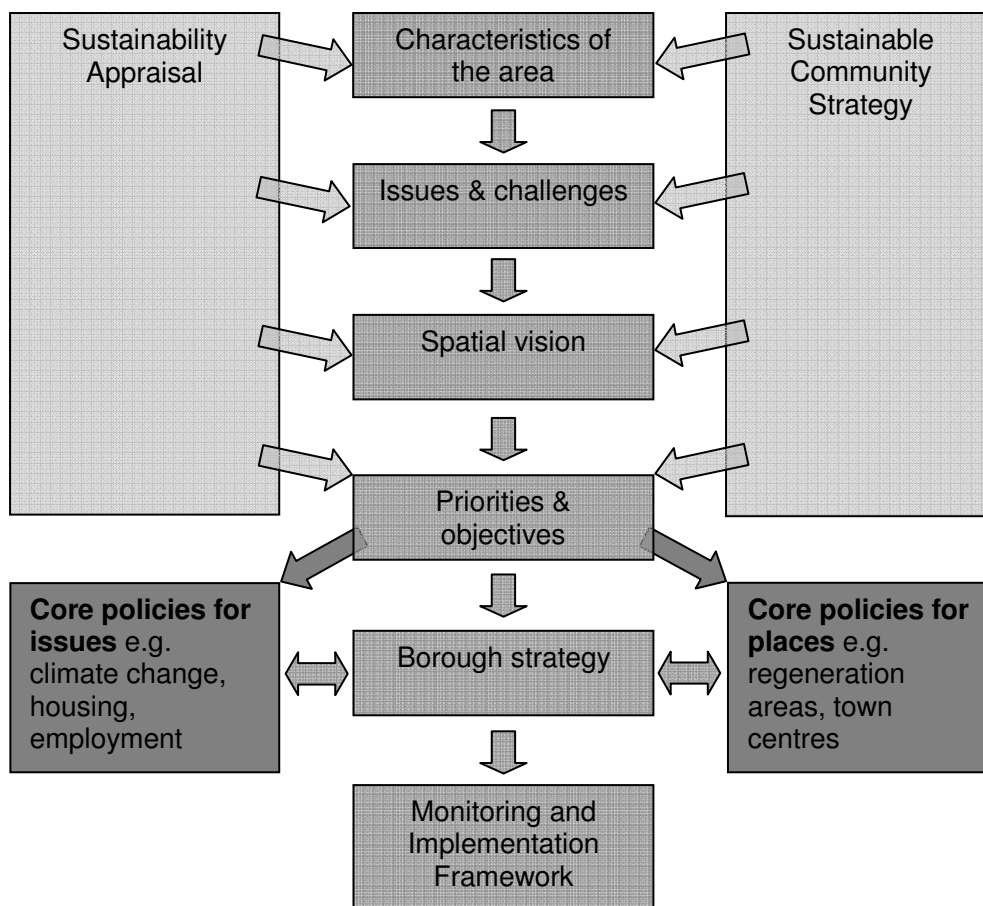 Sustainability
Appraisal
Characteristics of
the area
Sustainable
Community
Strategy
Issues & challenges
Spatial vision
Priorities &
objectives
Core policies for
issues e.g.
climate change,
housing,
employment
Borough strategy
Core policies for
places e.g.
regeneration
areas, town
centres
Monitoring and
Implementation
Framework